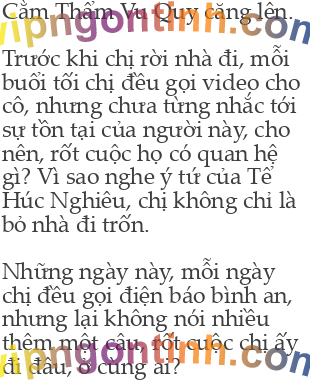 Cằm Thẩm Vu Quy căng lên.
Trước khi chị rời nhà đi, mỗi
buổi tối chị đều gọi video cho
cô, nhưng chưa từng nhắc tới
sự tồn tại của người này, cho
nên, rốt cuộc họ có quan hệ
gì? Vì sao nghe ý tứ của Tể
Húc Nghiêu, chị không chỉ là
bỏ nhà đi trốn.
Những ngày này, mỗi ngày
chị đều gọi điện báo bình an,
nhưng lại không nói nhiều
thêm một câu, rốt cuộc chị ấy
đi đâu, ở cùng ai?
vipngontinh.com
vipngontinh.com